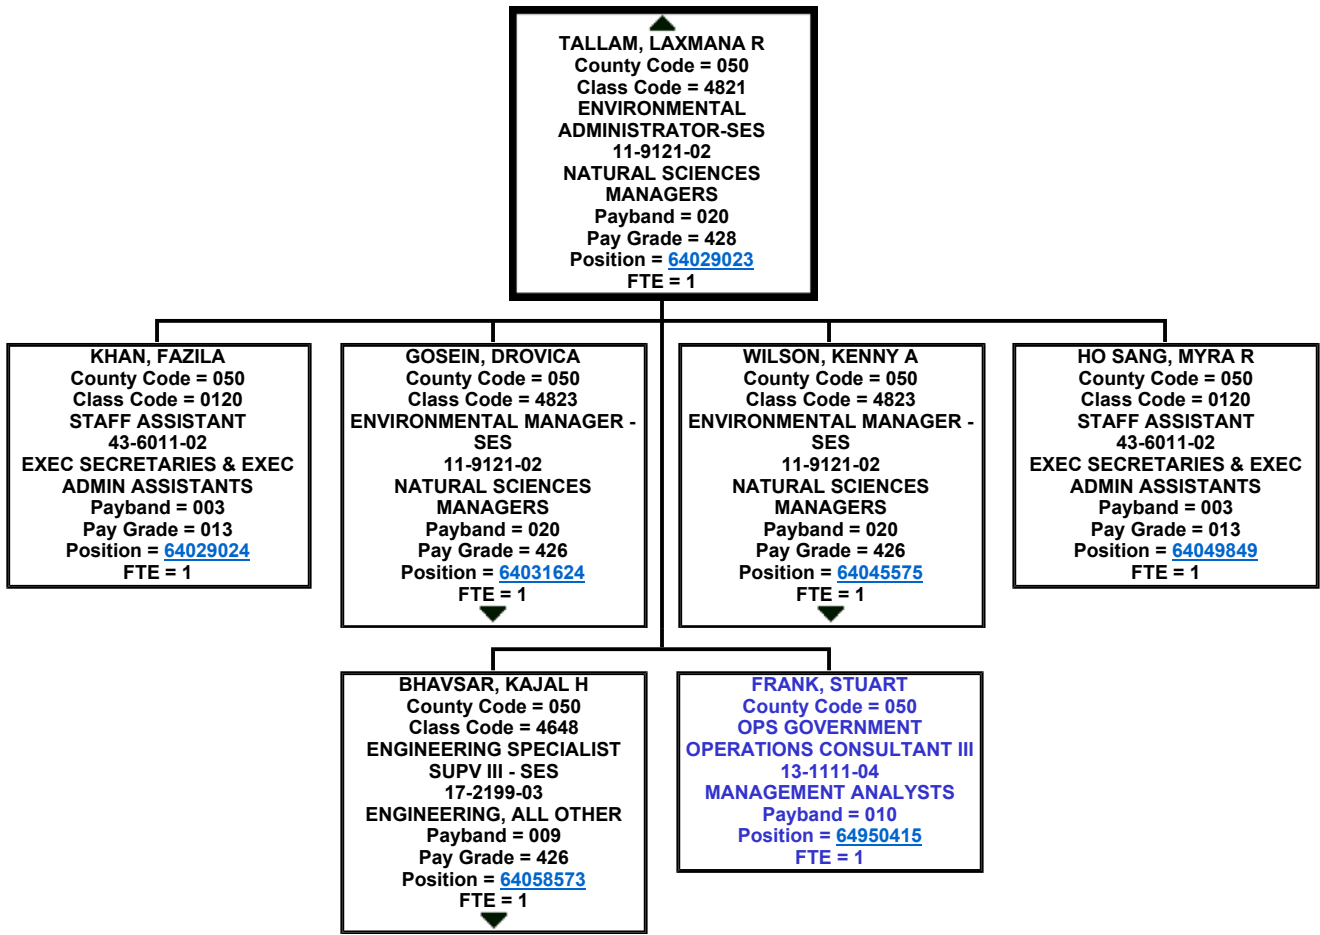 TALLAM, LAXMANA R
County Code = 050
Class Code = 4821
ENVIRONMENTAL
ADMINISTRATOR-SES
11-9121-02
NATURAL SCIENCES
MANAGERS
Payband = 020
Pay Grade = 428
Position = 64029023
FTE = 1
KHAN, FAZILA
County Code = 050
Class Code = 0120
STAFF ASSISTANT
43-6011-02
EXEC SECRETARIES & EXEC
ADMIN ASSISTANTS
Payband = 003
Pay Grade = 013
Position = 64029024
FTE = 1
GOSEIN, DROVICA
County Code = 050
Class Code = 4823
ENVIRONMENTAL MANAGER -
SES
11-9121-02
NATURAL SCIENCES
MANAGERS
Payband = 020
Pay Grade = 426
Position = 64031624
FTE = 1
WILSON, KENNY A
County Code = 050
Class Code = 4823
ENVIRONMENTAL MANAGER -
SES
11-9121-02
NATURAL SCIENCES
MANAGERS
Payband = 020
Pay Grade = 426
Position = 64045575
FTE = 1
HO SANG, MYRA R
County Code = 050
Class Code = 0120
STAFF ASSISTANT
43-6011-02
EXEC SECRETARIES & EXEC
ADMIN ASSISTANTS
Payband = 003
Pay Grade = 013
Position = 64049849
FTE = 1
BHAVSAR, KAJAL H
County Code = 050
Class Code = 4648
ENGINEERING SPECIALIST
SUPV III - SES
17-2199-03
ENGINEERING, ALL OTHER
Payband = 009
Pay Grade = 426
Position = 64058573
FTE = 1
FRANK, STUART
County Code = 050
OPS GOVERNMENT
OPERATIONS CONSULTANT III
13-1111-04
MANAGEMENT ANALYSTS
Payband = 010
Position = 64950415
FTE = 1